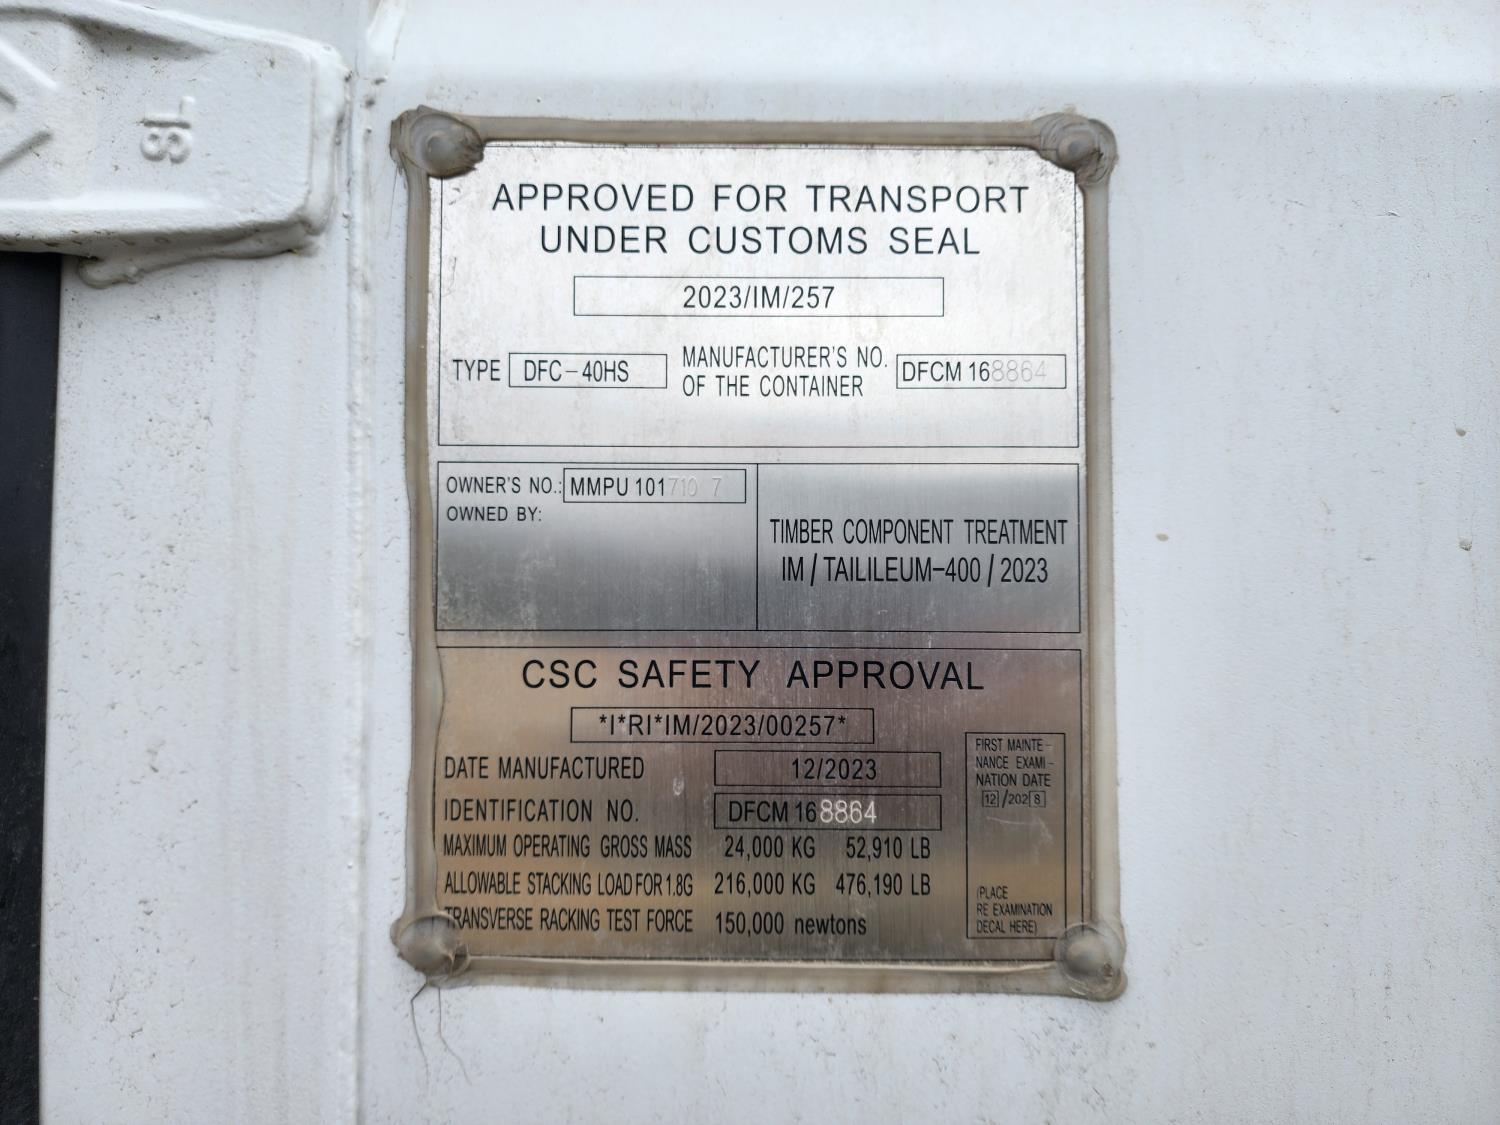 SL
APPROVED FOR TRANSPORT
UNDER CUSTOMS SEAL
2023/IM/257
TYPE DFC-40HS
MANUFACTURER'S NO.
OF THE CONTAINER
DFCM 168864
OWNER'S NO.: MMPU 101710 7
OWNED BY:
TIMBER COMPONENT TREATMENT
IM / TAILILEUM-400 / 2023
CSC SAFETY APPROVAL
*I*RI*IM/2023/00257*
DATE MANUFACTURED 12/2023
IDENTIFICATION NO. DFCM 168864
MAXIMUM OPERATING GROSS MASS 24,000 KG 52,910 LB
ALLOWABLE STACKING LOAD FOR 1.8G 216,000 KG 476,190 LB
TRANSVERSE RACKING TEST FORCE 150,000 newtons
FIRST MAINTE-
NANCE EXAMI-
NATION DATE
12/2028
(PLACE
RE EXAMINATION
DECAL HERE)